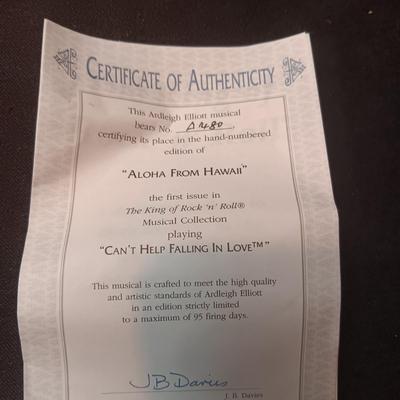 CERTIFICATE OF AUTHENTICITY
This Ardleigh Elliott musical
bears No. A1480,
certifying its place in the hand-numbered
edition of
"ALOHA FROM HAWAII"
the first issue in
The King of Rock 'n' Roll®
Musical Collection
playing
"CAN'T HELP FALLING IN LOVE™"
This musical is crafted to meet the high quality
and artistic standards of Ardleigh Elliott
in an edition strictly limited
to a maximum of 95 firing days.
JB Davies
J. B. Davies